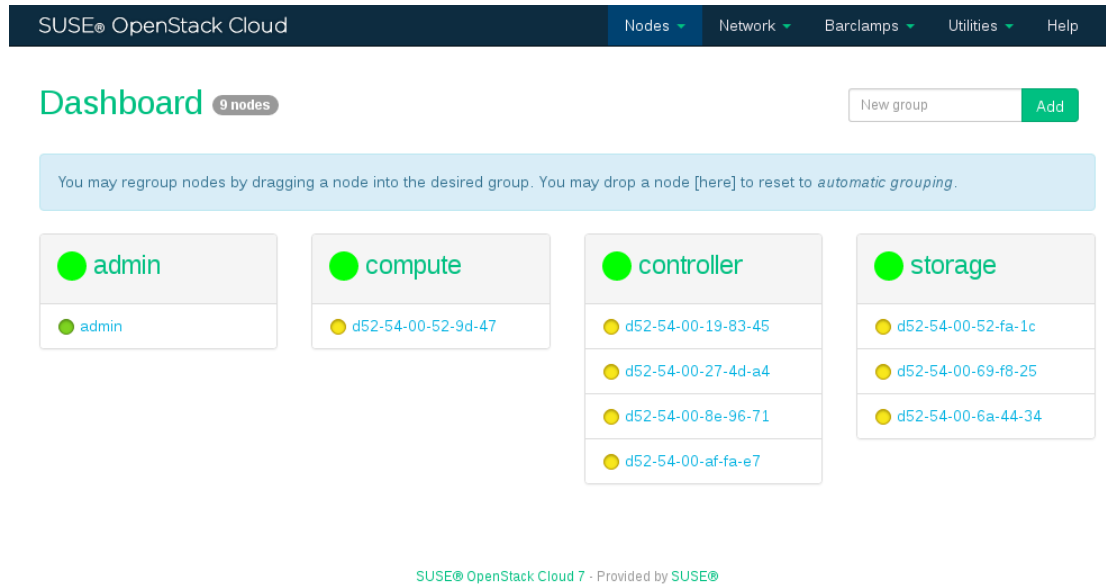 SUSE® OpenStack Cloud
Nodes
Network
Barclamps
Utilities
Help
Dashboard 9 nodes
New group
Add
You may regroup nodes by dragging a node into the desired group. You may drop a node [here] to reset to automatic grouping.
admin
admin
compute
d52-54-00-52-9d-47
controller
d52-54-00-19-83-45
d52-54-00-27-4d-a4
d52-54-00-8e-96-71
d52-54-00-af-fa-e7
storage
d52-54-00-52-fa-1c
d52-54-00-69-f8-25
d52-54-00-6a-44-34
SUSE® OpenStack Cloud 7 - Provided by SUSE®